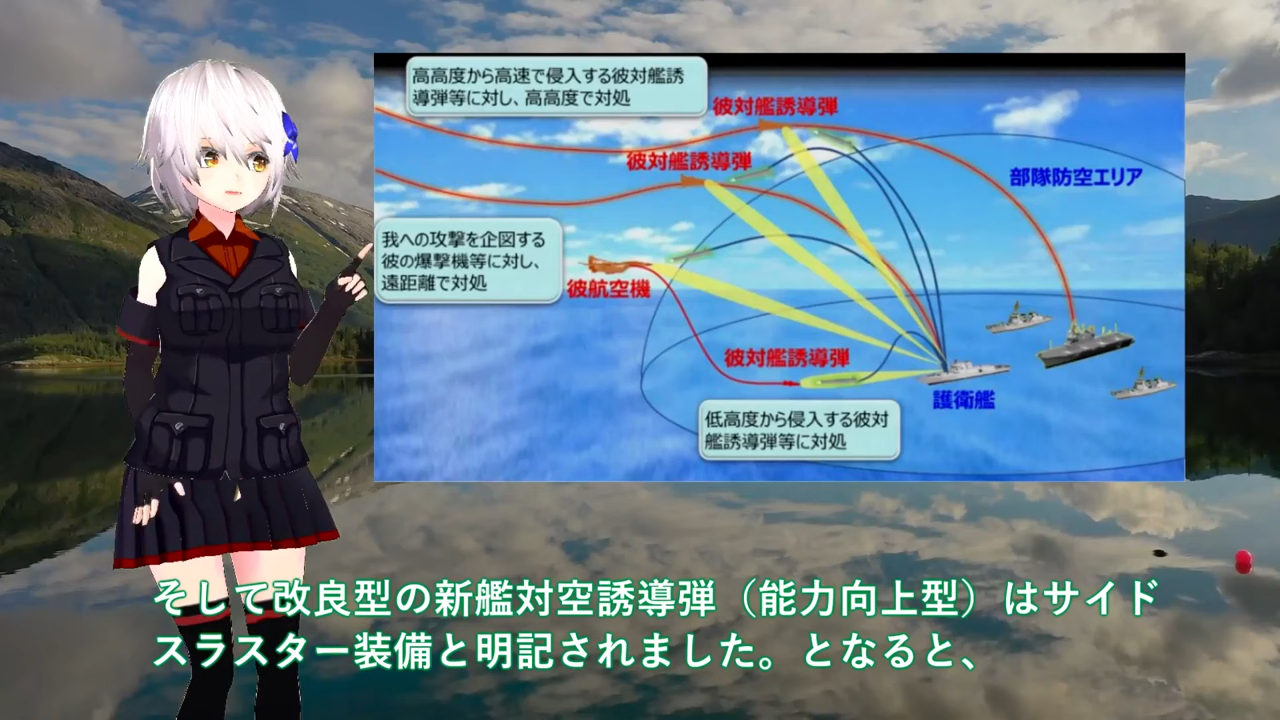 高高度から高速で侵入する彼対艦誘
導弾等に対し、高高度で対処
彼対艦誘導弾
彼対艦誘導弾
部隊防空エリア
我への攻撃を企図する
彼の爆撃機等に対し、
遠距離で対処
彼航空機
彼対艦誘導弾
護衛艦
低高度から侵入する彼対
艦誘導弾等に対処
そして改良型の新艦対空誘導弾（能力向上型）はサイド
スラスター装備と明記されました。となると、